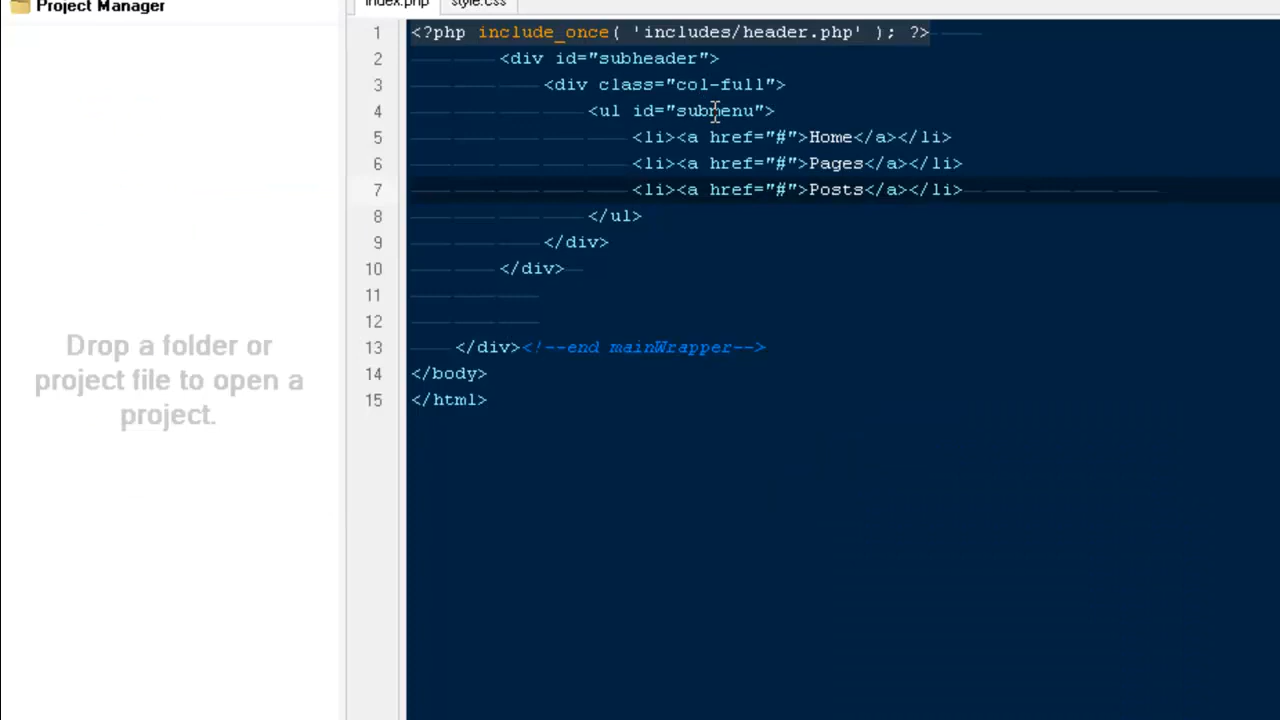 Project Manager
index.php style.css
1 <?php include_once( 'includes/header.php' ); ?>
2 <div id="subheader">
3 <div class="col-full">
4 <ul id="submenu">
5 <li><a href="#">Home</a></li>
6 <li><a href="#">Pages</a></li>
7 <li><a href="#">Posts</a></li>
8 </ul>
9 </div>
10 </div>
11
12
13 </div><!--end mainWrapper-->
14 </body>
15 </html>
Drop a folder or
project file to open a
project.